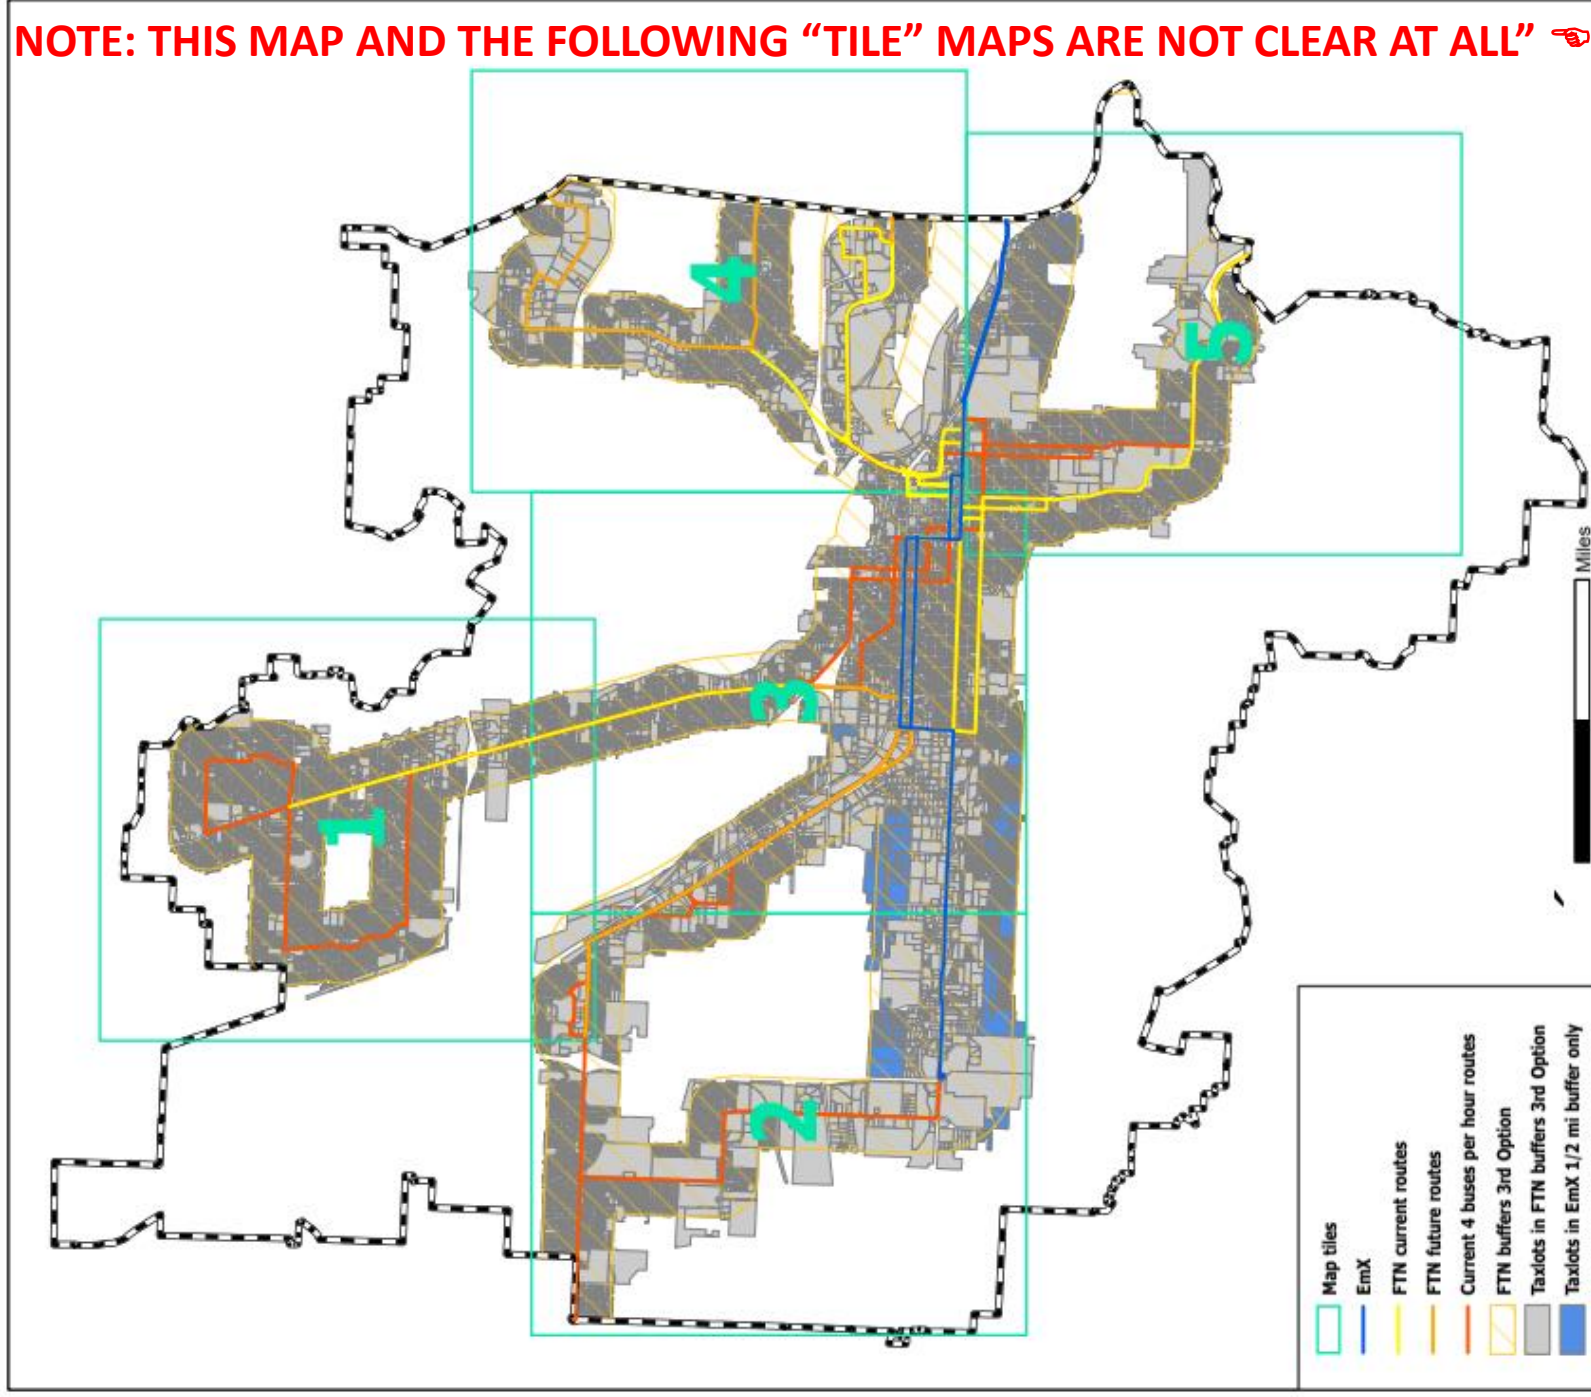 NOTE: THIS MAP AND THE FOLLOWING “TILE” MAPS ARE NOT CLEAR AT ALL”
4
5
1
3
2
Miles
Map tiles
EmX
FTN current routes
FTN future routes
Current 4 buses per hour routes
FTN buffers 3rd Option
Taxlots in FTN buffers 3rd Option
Taxlots in EmX 1/2 mi buffer only